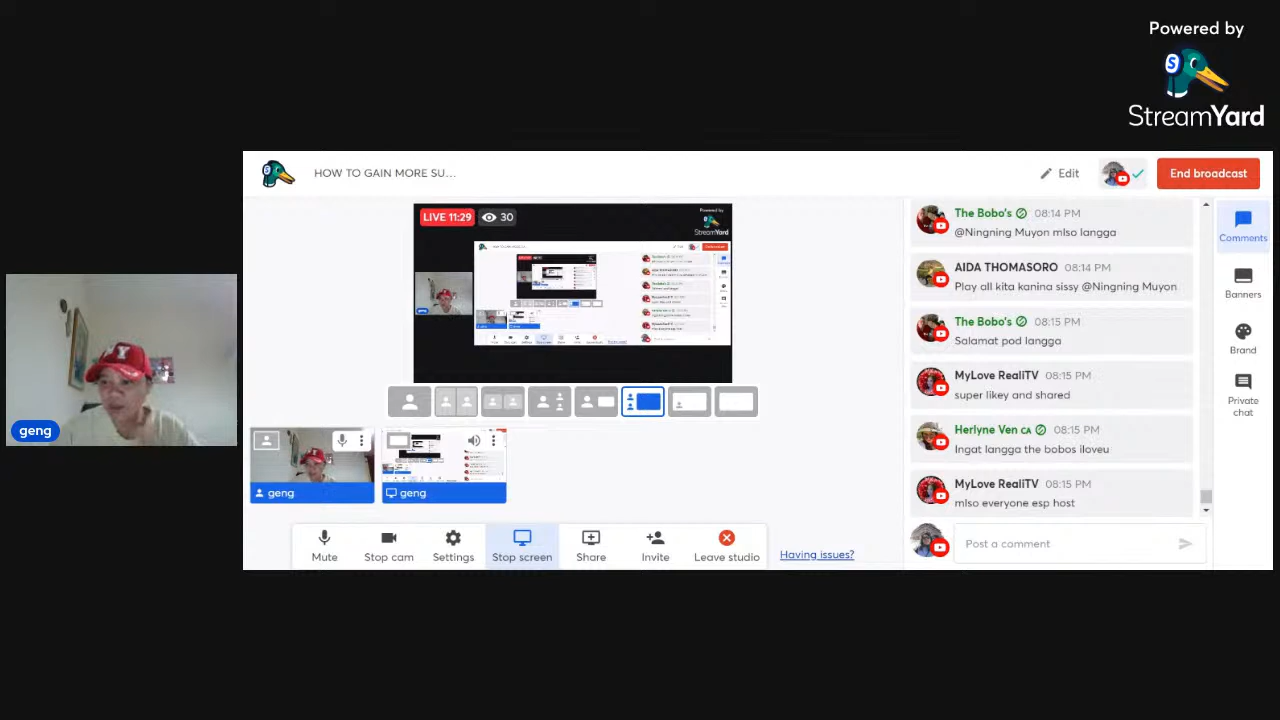 Powered by
StreamYard
HOW TO GAIN MORE SU...
Edit
End broadcast
LIVE 11:29
30
Powered by
StreamYard
The Bobo's 08:14 PM
@Ningning Muyon mlso langga
AIDA THOMASORO 08:14 PM
Play all kita kanina sissy @Ningning Muyon
The Bobo's 08:15 PM
Salamat pod langga
MyLove RealiTV 08:15 PM
super likey and shared
Herlyne Ven CA 08:15 PM
Ingat langga the bobos iloveu
MyLove RealiTV 08:15 PM
mlso everyone esp host
Post a comment
Comments
Banners
Brand
Private
chat
geng
geng
geng
Mute
Stop cam
Settings
Stop screen
Share
Invite
Leave studio
Having issues?